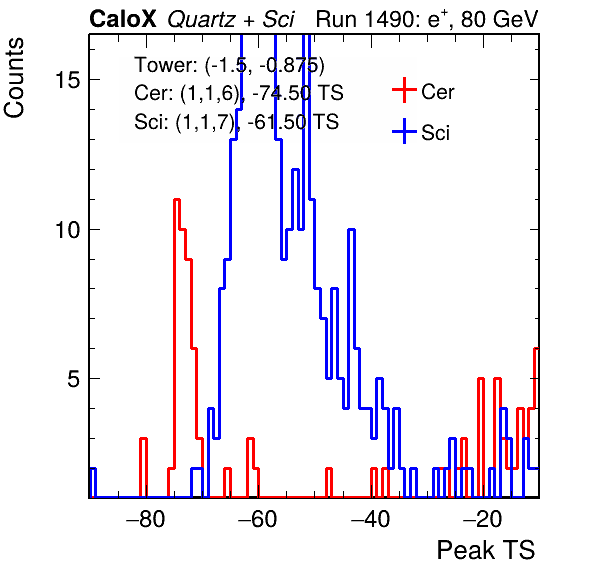 CaloX Quartz + Sci Run 1490: e+, 80 GeV
Counts
Tower: (-1.5, -0.875)
Cer: (1,1,6), -74.50 TS
Sci: (1,1,7), -61.50 TS
Cer
Sci
15
10
5
−80 −60 −40 −20
Peak TS